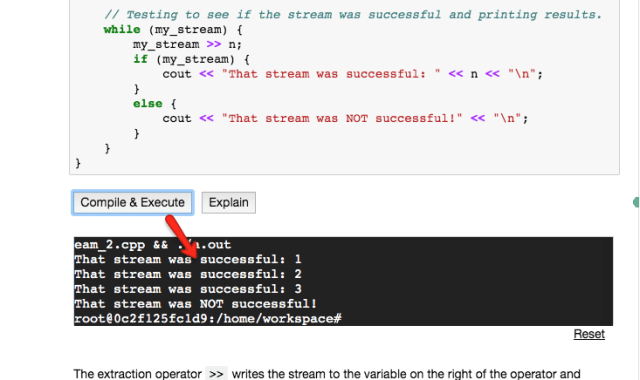 // Testing to see if the stream was successful and printing results.
while (my_stream) {
my_stream >> n;
if (my_stream) {
cout << "That stream was successful: " << n << "\n";
}
else {
cout << "That stream was NOT successful!" << "\n";
}
}
}
Compile & Execute Explain
eam_2.cpp && ./a.out
That stream was successful: 1
That stream was successful: 2
That stream was successful: 3
That stream was NOT successful!
root@0c2f125fc1d9:/home/workspace#
Reset
The extraction operator >> writes the stream to the variable on the right of the operator and